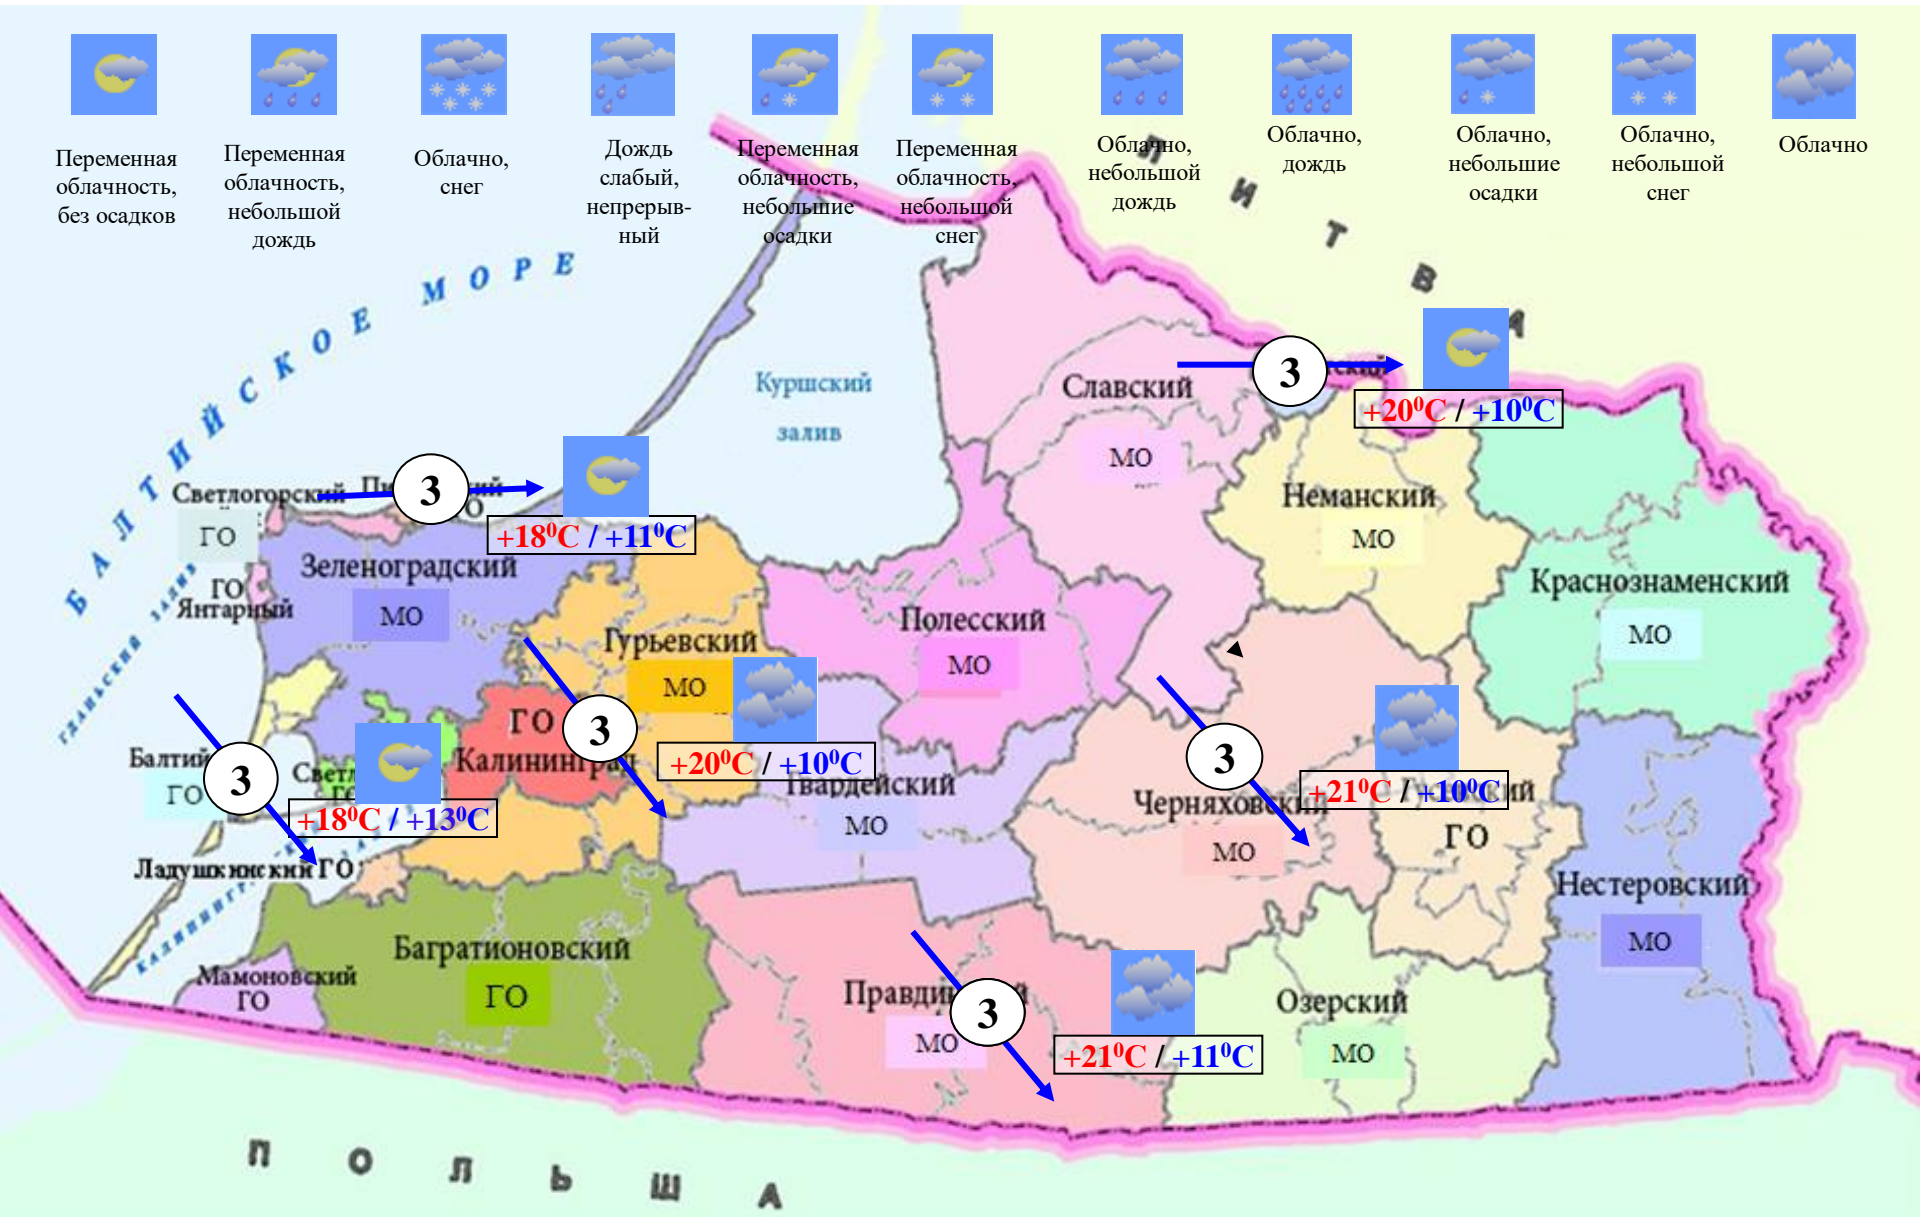 Переменная
облачность,
без осадков
Переменная
облачность,
небольшой
дождь
Облачно,
снег
Дождь
слабый,
непрерыв-
ный
Переменная
облачность,
небольшие
осадки
Переменная
облачность,
небольшой
снег
Облачно,
небольшой
дождь
Облачно,
дождь
Облачно,
небольшие
осадки
Облачно,
небольшой
снег
Облачно
БАЛТИЙСКОЕ МОРЕ
ЛИТВА
Куршский
залив
Славский
МО
3
+20⁰С / +10⁰С
Светлогорский
ГО
3
+18⁰С / +11⁰С
Неманский
МО
Зеленоградский
МО
ГО
Янтарный
Краснознаменский
МО
Полесский
МО
Гурьевский
МО
ГДАНЬСКИЙ ЗАЛИВ
ГО
Калининград
3
+20⁰С / +10⁰С
Гвардейский
МО
ГО
3
+18⁰С / +13⁰С
Ладушкинский ГО
Черняховский
МО
3
+21⁰С / +10⁰С
ГО
Нестеровский
МО
Багратионовский
ГО
Мамоновский
ГО
МО
3
+21⁰С / +11⁰С
Озерский
МО
ПОЛЬША